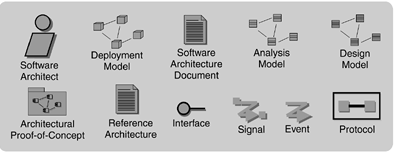 Software
Architect
Deployment
Model
Software
Architecture
Document
Analysis
Model
Design
Model
Architectural
Proof-of-Concept
Reference
Architecture
Interface
Signal
Event
Protocol